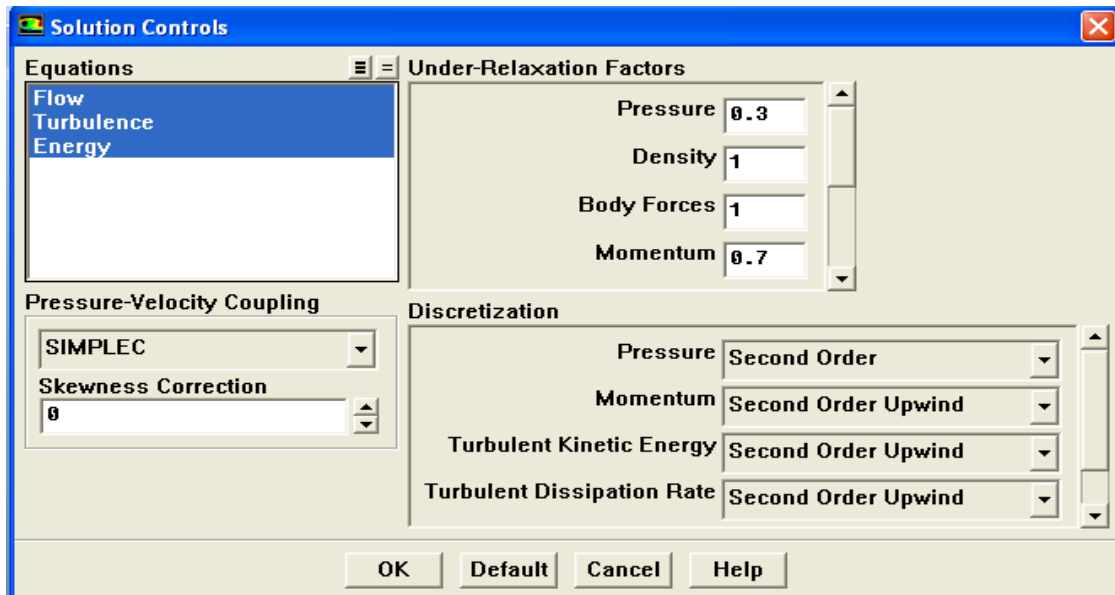 Solution Controls
Equations
Flow
Turbulence
Energy
Under-Relaxation Factors
Pressure 0.3
Density 1
Body Forces 1
Momentum 0.7
Pressure-Velocity Coupling
SIMPLEC
Skewness Correction
0
Discretization
Pressure Second Order
Momentum Second Order Upwind
Turbulent Kinetic Energy Second Order Upwind
Turbulent Dissipation Rate Second Order Upwind
OK Default Cancel Help